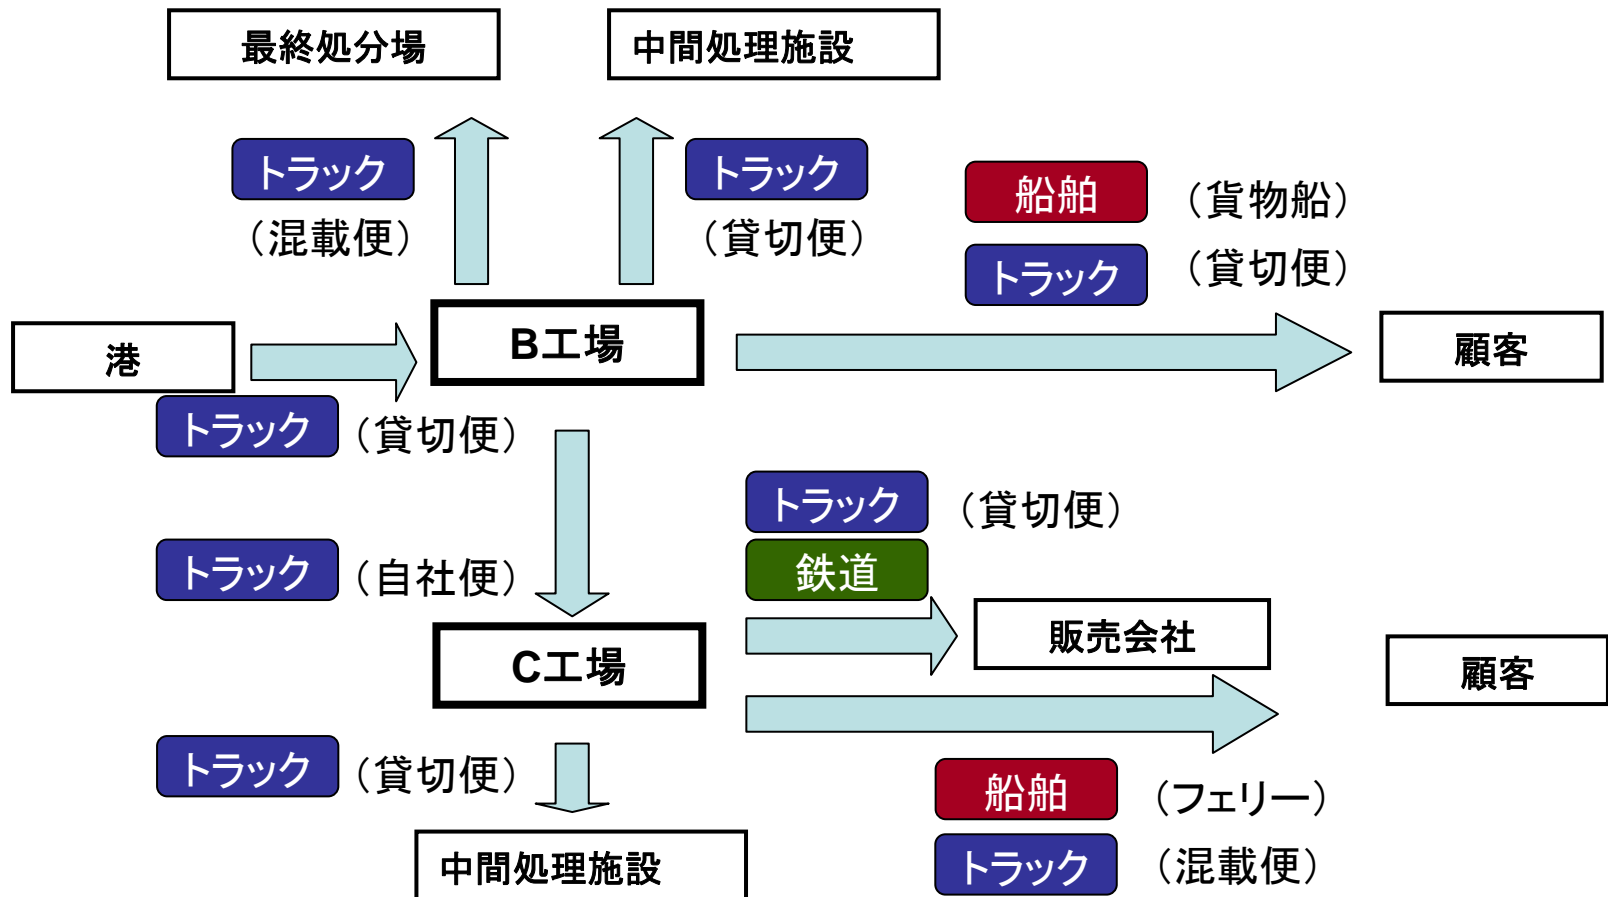 最終処分場
中間処理施設
トラック
(混載便)
トラック
(貸切便)
船舶 (貨物船)
トラック (貸切便)
港
B工場
顧客
トラック (貸切便)
トラック (貸切便)
鉄道
トラック (自社便)
C工場
販売会社
顧客
トラック (貸切便)
船舶 (フェリー)
トラック (混載便)
中間処理施設